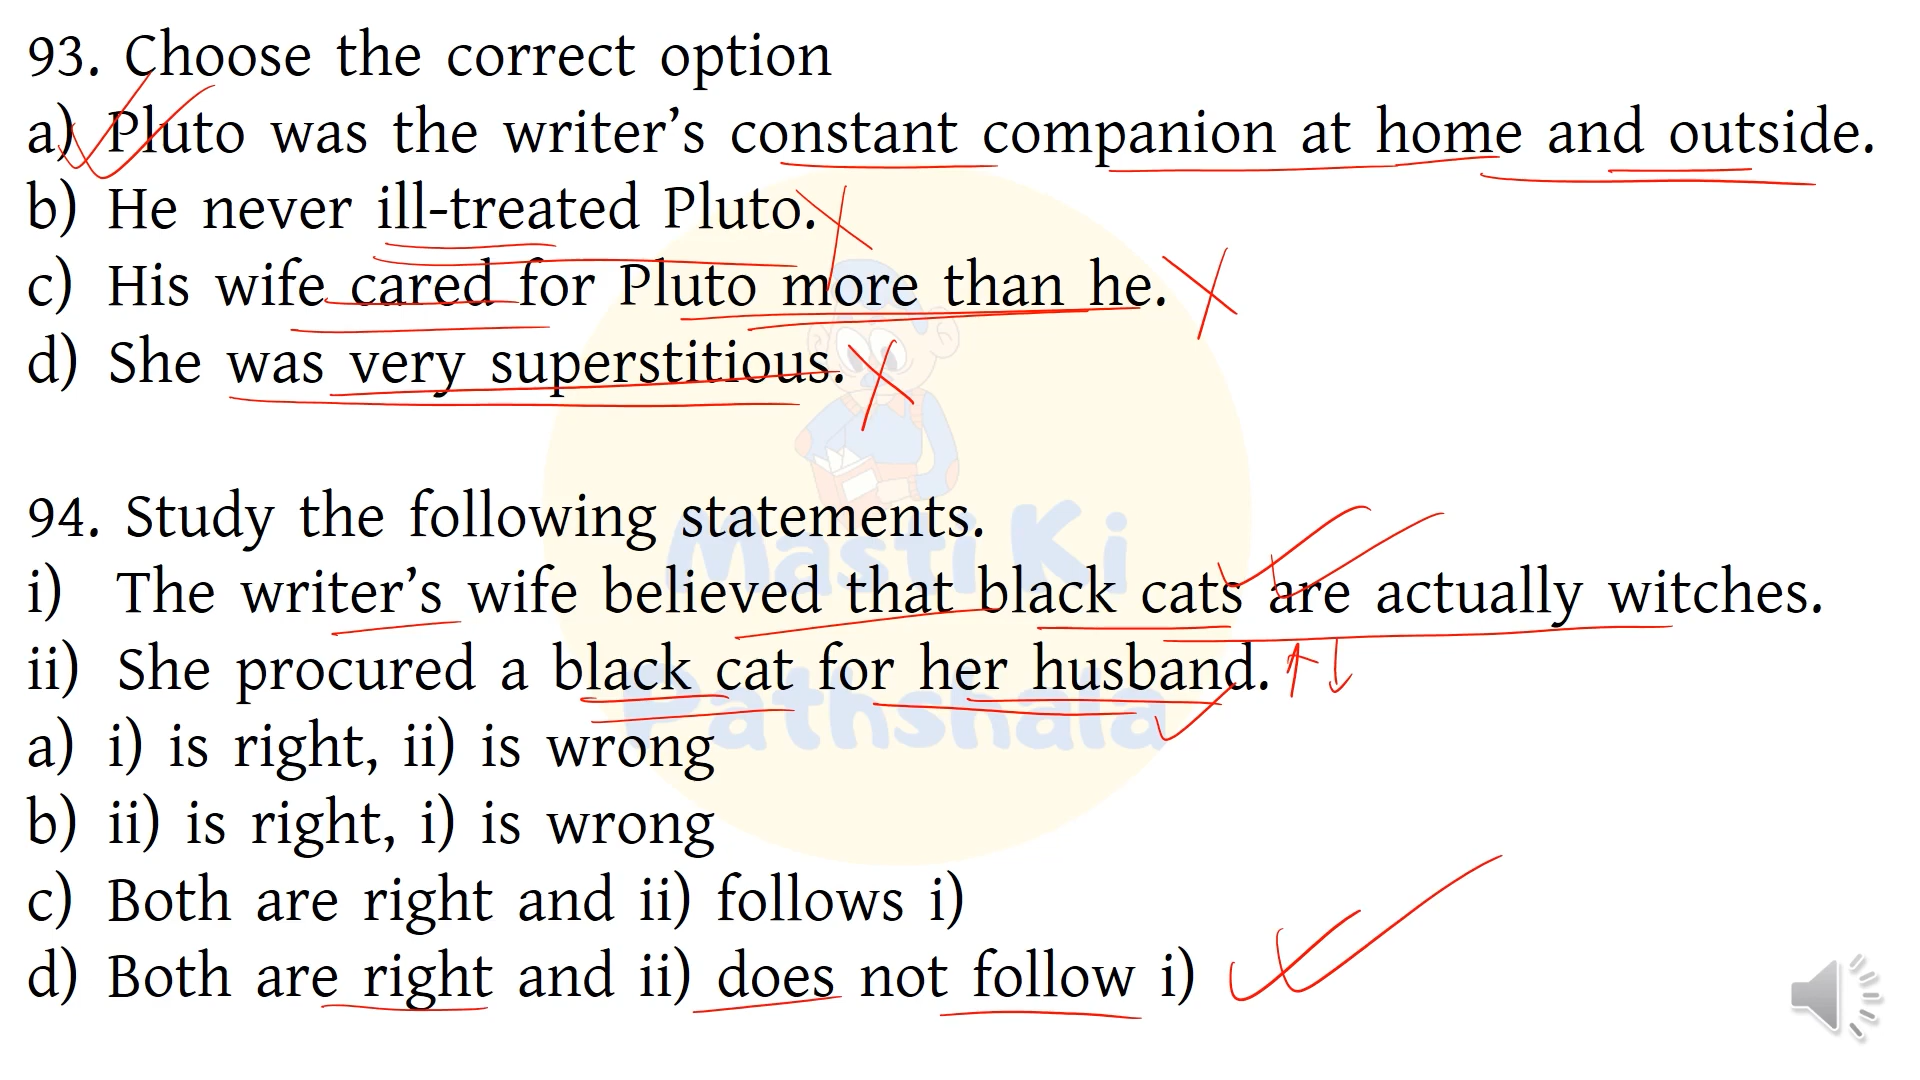 93. Choose the correct option
a) Pluto was the writer’s constant companion at home and outside.
b) He never ill-treated Pluto.
c) His wife cared for Pluto more than he.
d) She was very superstitious.
94. Study the following statements.
i) The writer’s wife believed that black cats are actually witches.
ii) She procured a black cat for her husband.
a) i) is right, ii) is wrong
b) ii) is right, i) is wrong
c) Both are right and ii) follows i)
d) Both are right and ii) does not follow i)
Masti Ki
Pathshala